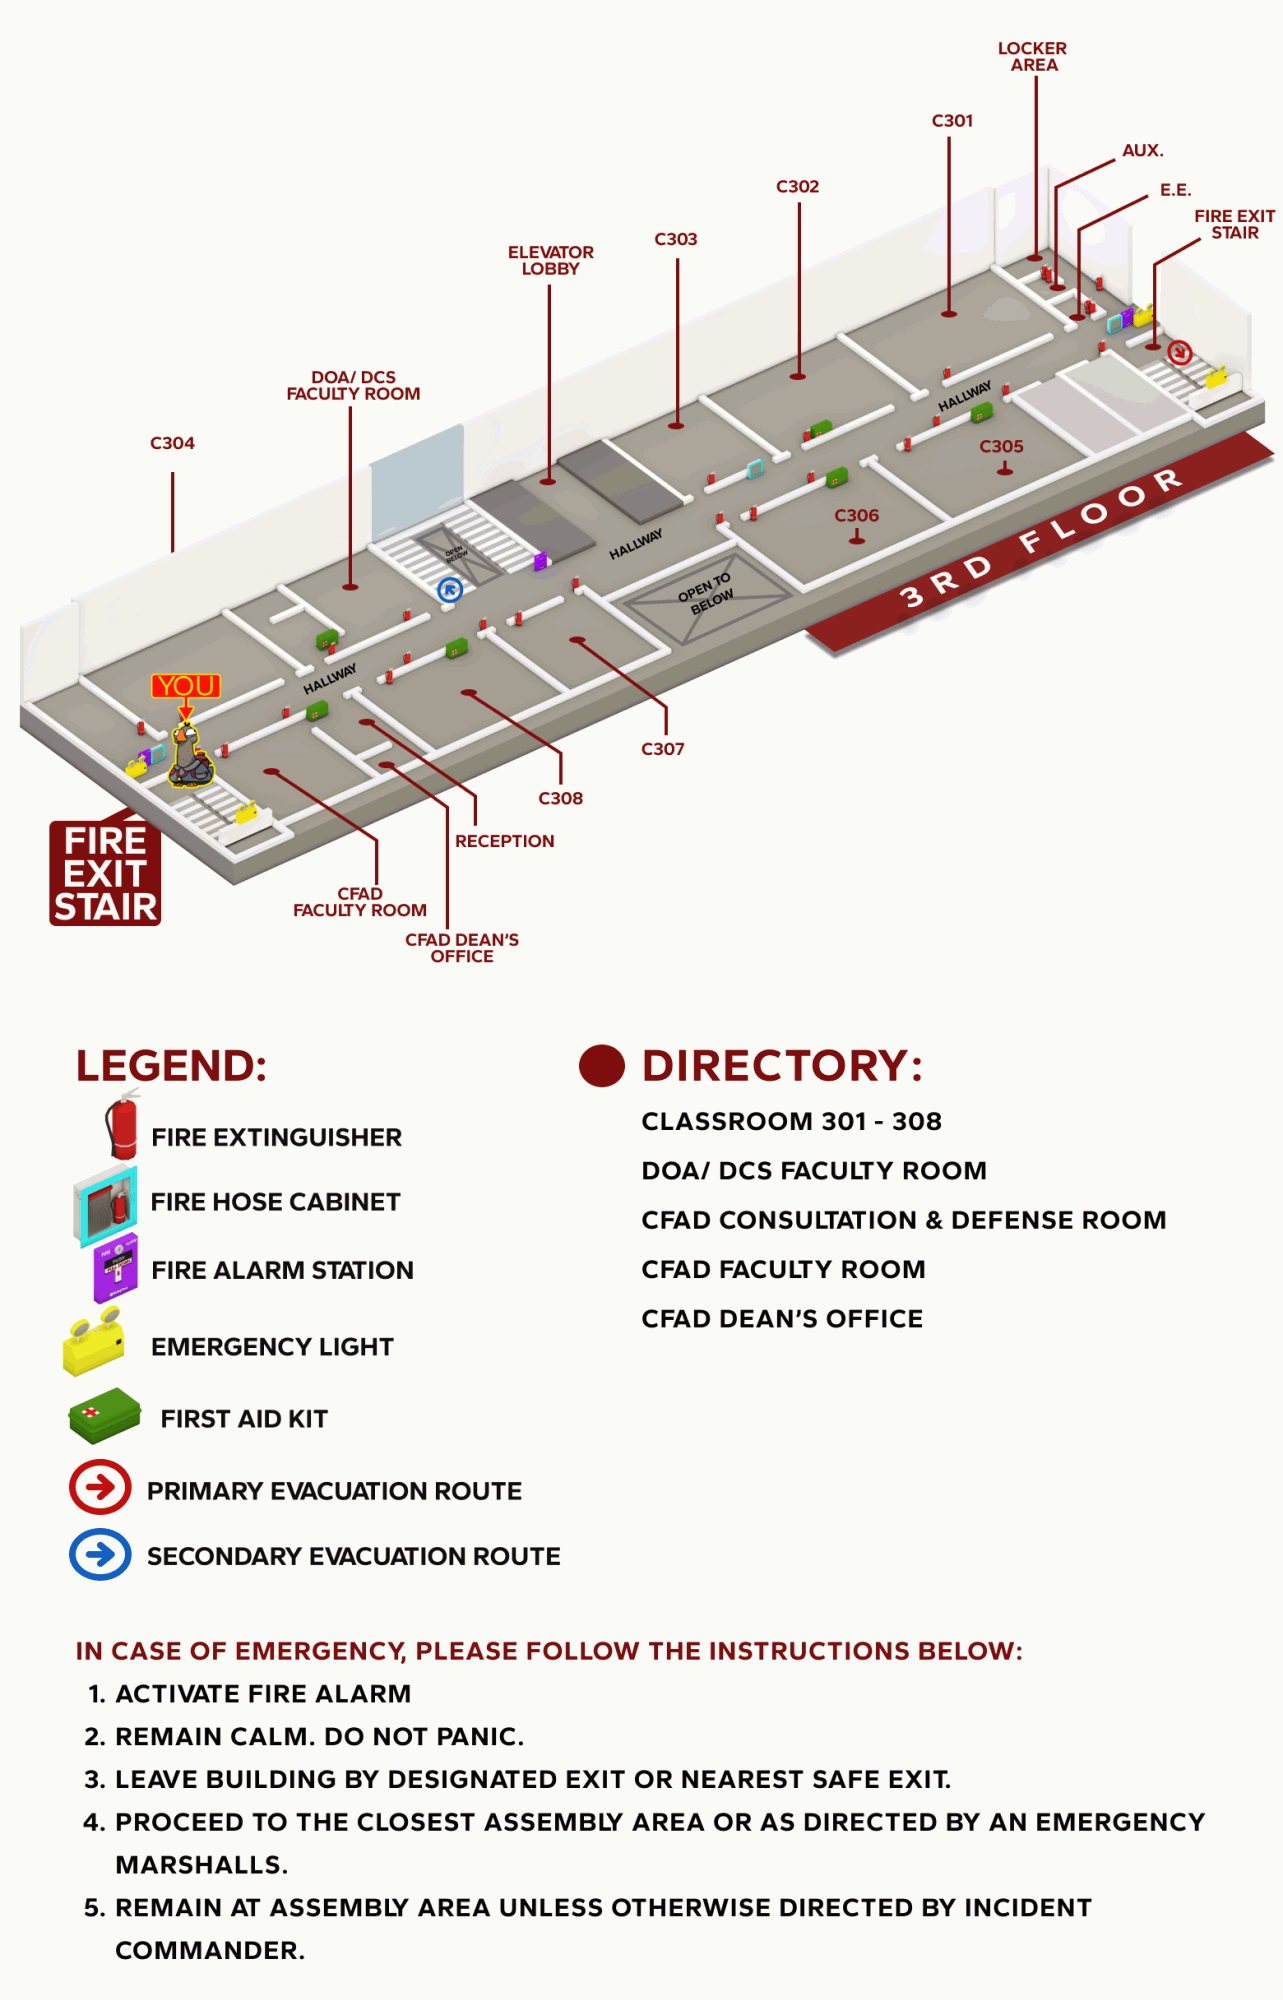 LOCKER
AREA
C301
AUX.
C302
E.E.
FIRE EXIT
STAIR
C303
ELEVATOR
LOBBY
DOA/ DCS
FACULTY ROOM
C304
HALLWAY
C305
C306
3RD FLOOR
OPEN
BELOW
HALLWAY
OPEN TO
BELOW
HALLWAY
YOU
C307
C308
FIRE
EXIT
STAIR
RECEPTION
CFAD
FACULTY ROOM
CFAD DEAN'S
OFFICE
LEGEND:
FIRE EXTINGUISHER
FIRE HOSE CABINET
FIRE ALARM STATION
EMERGENCY LIGHT
FIRST AID KIT
PRIMARY EVACUATION ROUTE
SECONDARY EVACUATION ROUTE
DIRECTORY:
CLASSROOM 301 - 308
DOA/ DCS FACULTY ROOM
CFAD CONSULTATION & DEFENSE ROOM
CFAD FACULTY ROOM
CFAD DEAN'S OFFICE
IN CASE OF EMERGENCY, PLEASE FOLLOW THE INSTRUCTIONS BELOW:
1. ACTIVATE FIRE ALARM
2. REMAIN CALM. DO NOT PANIC.
3. LEAVE BUILDING BY DESIGNATED EXIT OR NEAREST SAFE EXIT.
4. PROCEED TO THE CLOSEST ASSEMBLY AREA OR AS DIRECTED BY AN EMERGENCY
MARSHALLS.
5. REMAIN AT ASSEMBLY AREA UNLESS OTHERWISE DIRECTED BY INCIDENT
COMMANDER.